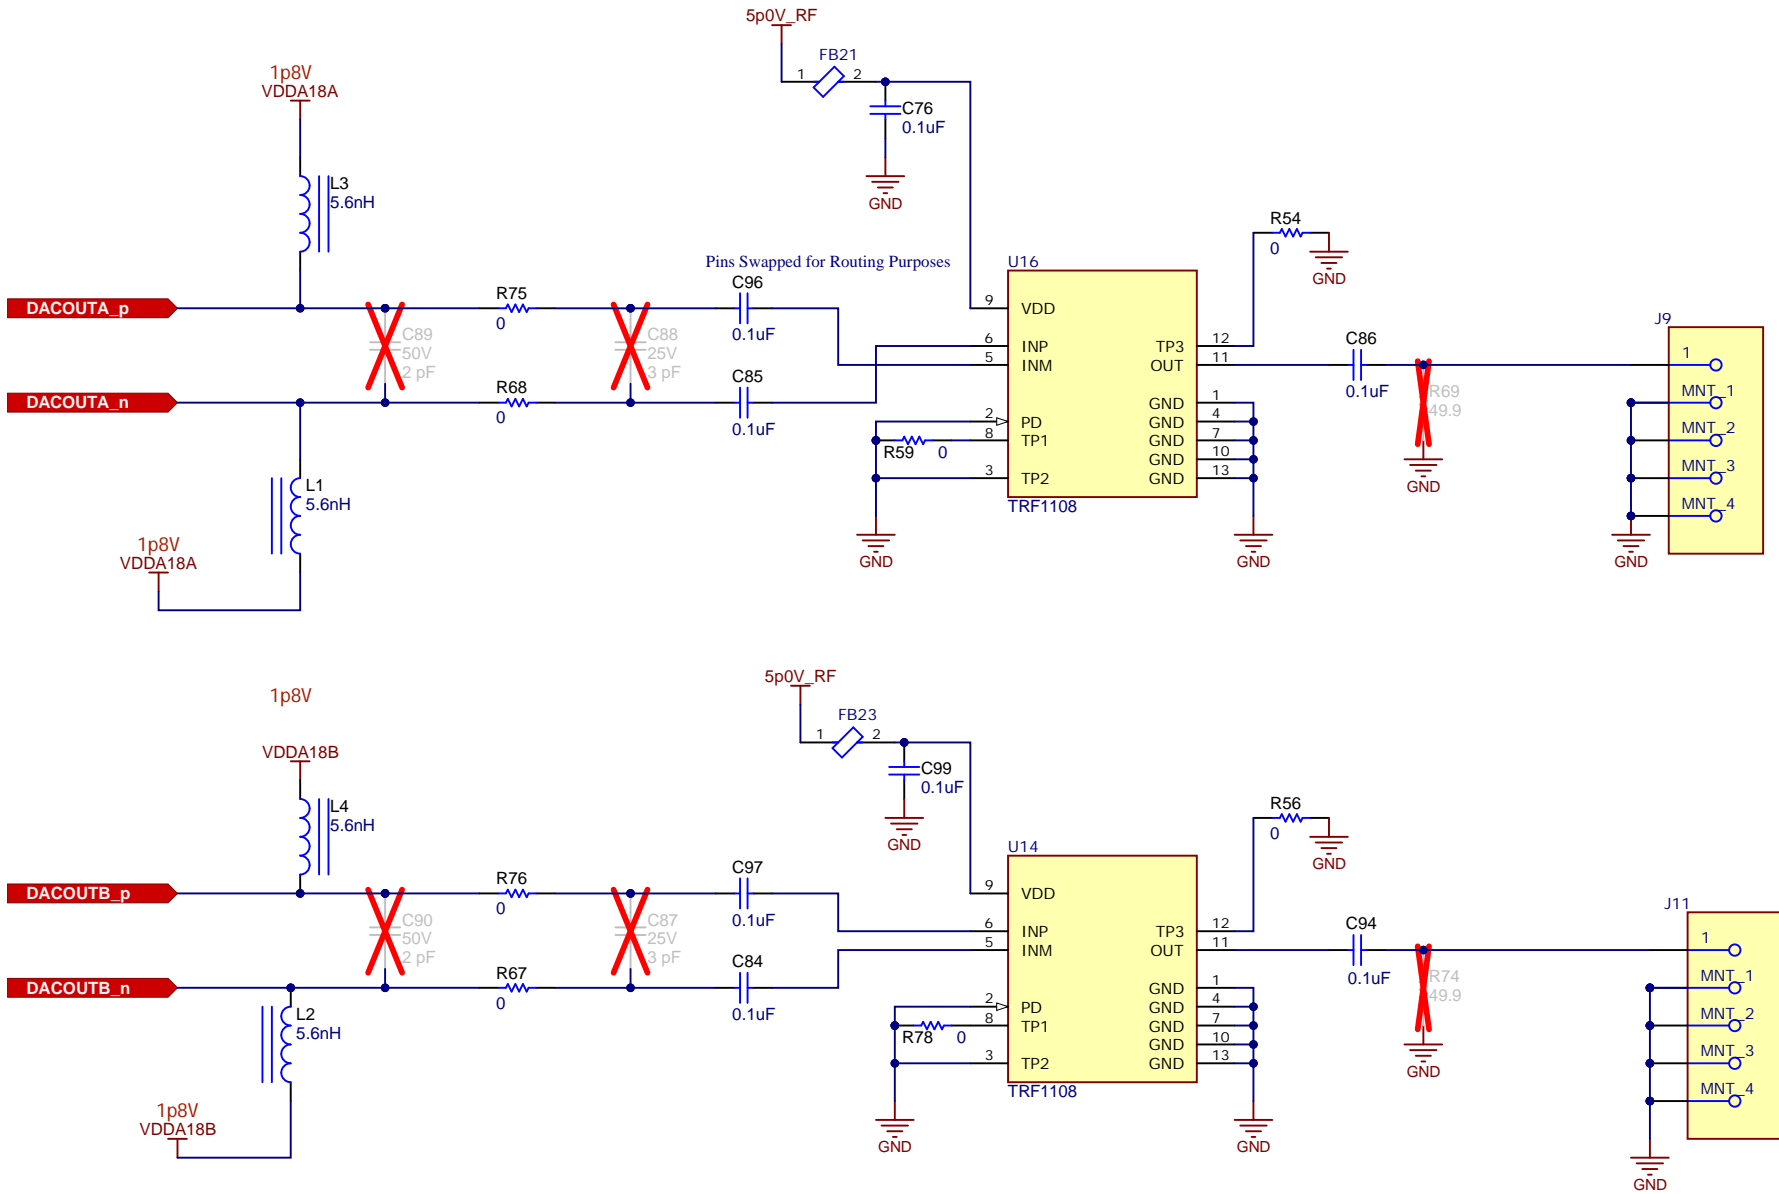 5p0V_RF
FB21
1 2
C76
0.1uF
GND
1p8V
VDDA18A
L3
5.6nH
R54
0
GND
Pins Swapped for Routing Purposes
DACOUTA_p
R75
0
C89
50V
2 pF
C88
25V
3 pF
C96
0.1uF
DACOUTA_n
R68
0
C85
0.1uF
L1
5.6nH
1p8V
VDDA18A
U16
9 VDD
6 INP
5 INM
2 PD
8 TP1
3 TP2
TP3 12
OUT 11
GND 1
GND 4
GND 7
GND 10
GND 13
TRF1108
R59 0
GND
GND
C86
0.1uF
R69
49.9
GND
J9
1
MNT_1
MNT_2
MNT_3
MNT_4
GND
1p8V
VDDA18B
L4
5.6nH
5p0V_RF
FB23
1 2
C99
0.1uF
GND
R56
0
GND
DACOUTB_p
R76
0
C90
50V
2 pF
C87
25V
3 pF
C97
0.1uF
DACOUTB_n
R67
0
C84
0.1uF
L2
5.6nH
1p8V
VDDA18B
U14
9 VDD
6 INP
5 INM
2 PD
8 TP1
3 TP2
TP3 12
OUT 11
GND 1
GND 4
GND 7
GND 10
GND 13
TRF1108
R78 0
GND
GND
C94
0.1uF
R74
49.9
GND
J11
1
MNT_1
MNT_2
MNT_3
MNT_4
GND